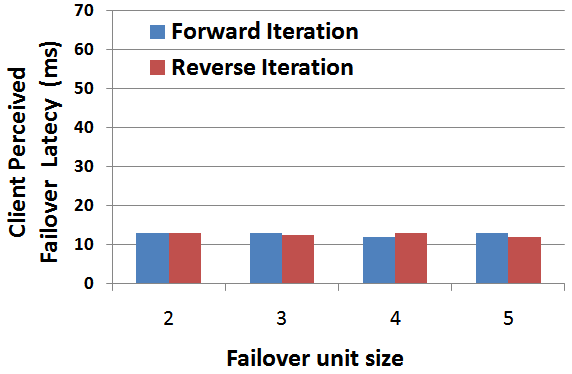 70
60
50
40
30
20
10
0
Client Perceived
Failover Latecy (ms)
Forward Iteration
Reverse Iteration
2 3 4 5
Failover unit size